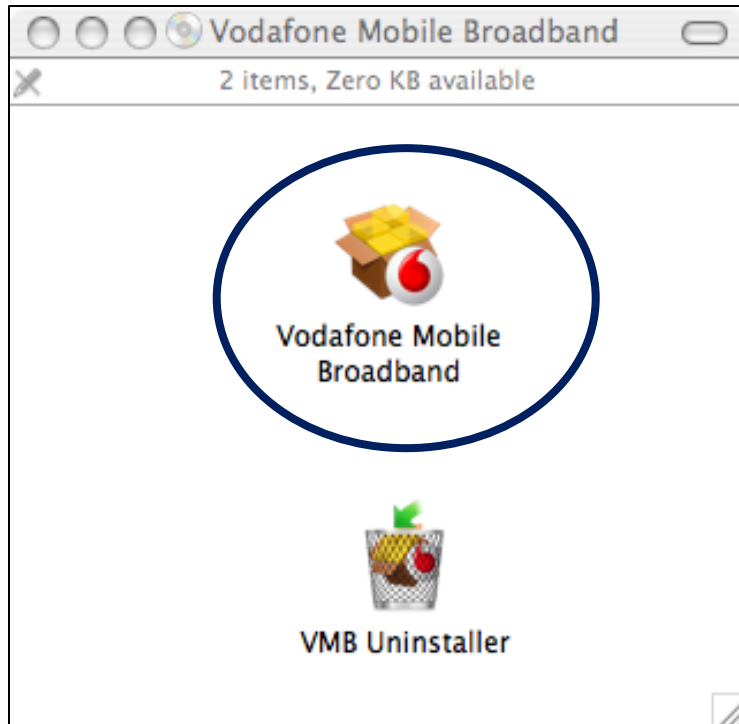 Vodafone Mobile Broadband
2 items, Zero KB available
Vodafone Mobile
Broadband
VMB Uninstaller